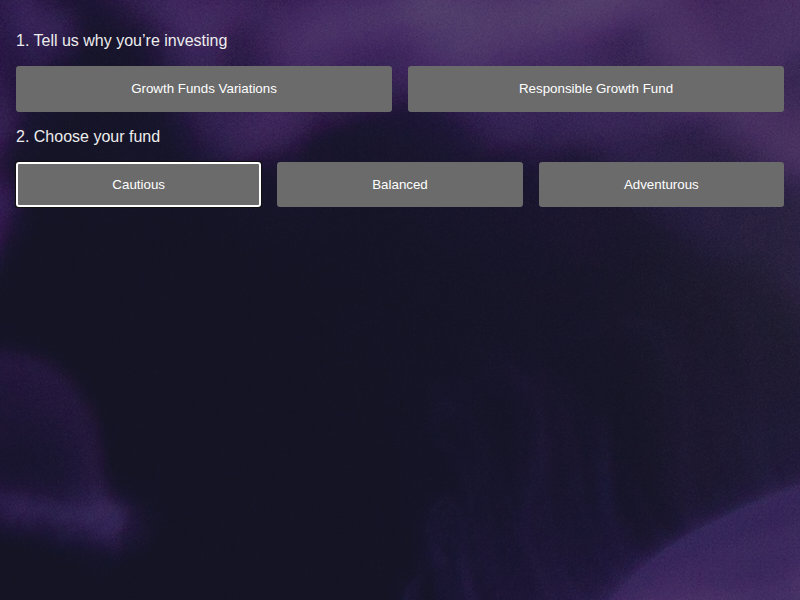 1. Tell us why you’re investing
Growth Funds Variations
Responsible Growth Fund
2. Choose your fund
Cautious
Balanced
Adventurous